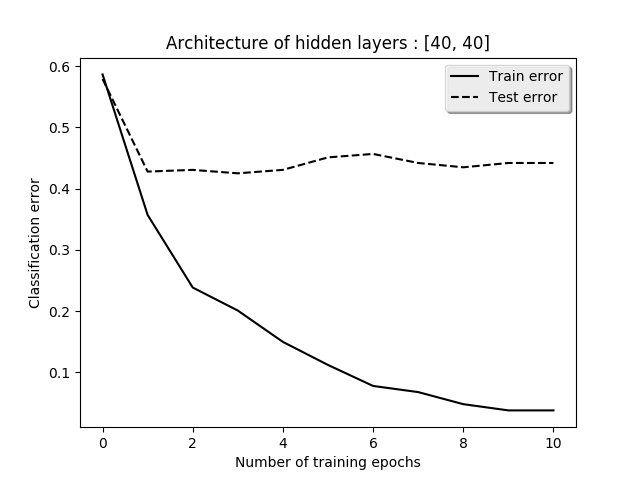 Architecture of hidden layers : [40, 40]
Train error
Test error
Classification error
0.6
0.5
0.4
0.3
0.2
0.1
0 2 4 6 8 10
Number of training epochs